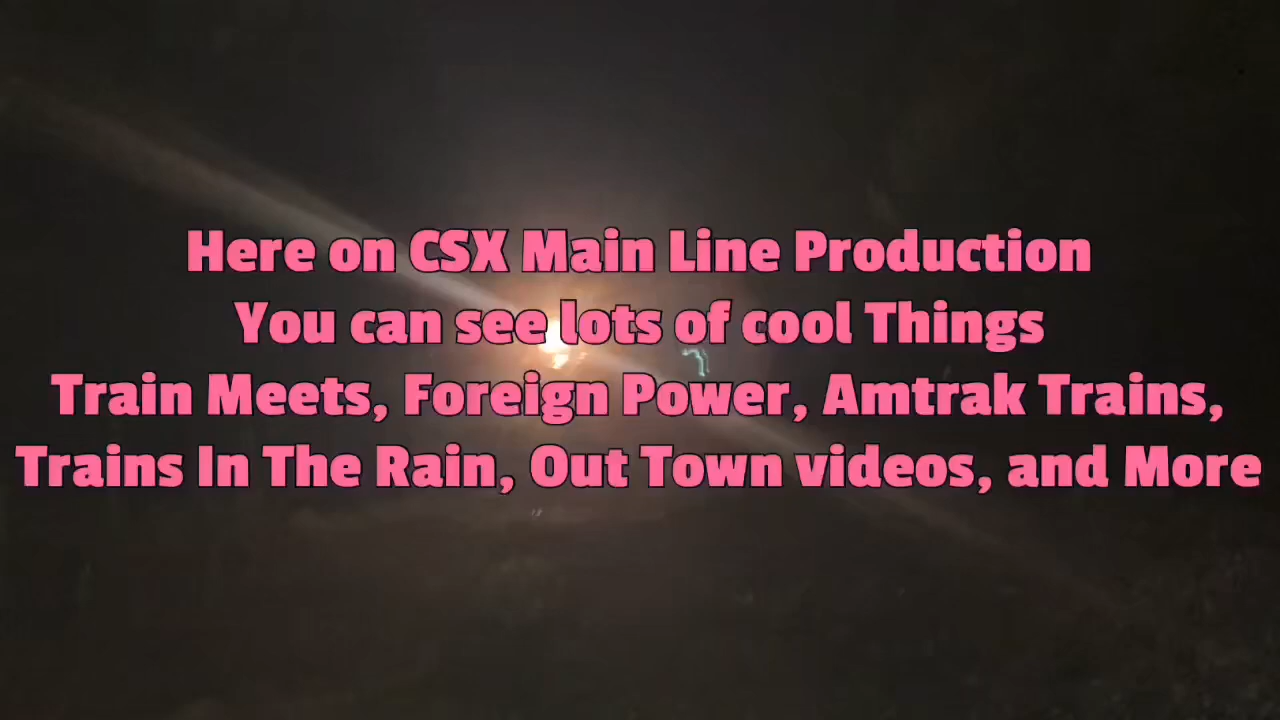 Here on CSX Main Line Production
You can see lots of cool Things
Train Meets, Foreign Power, Amtrak Trains,
Trains In The Rain, Out Town videos, and More